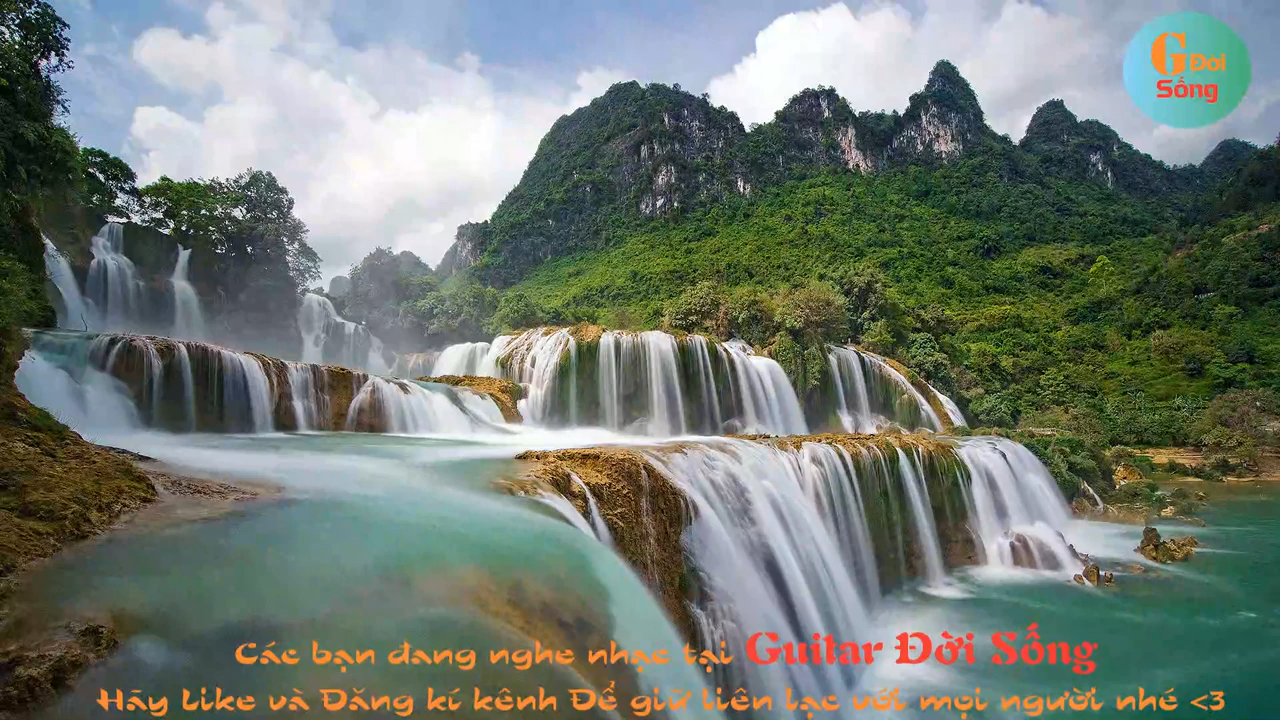 G Đời
Sống
Các bạn đang nghe nhạc tại Guitar Đời Sống
Hãy Like và Đăng kí kênh Để giữ liên lạc với mọi người nhé <3